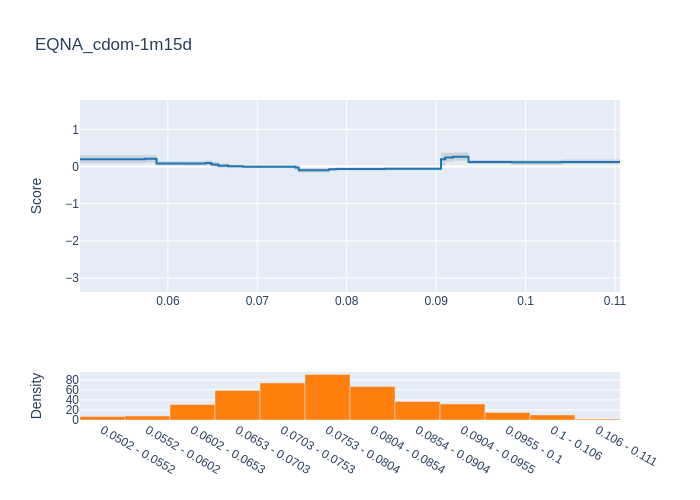 EQNA_cdom-1m15d
Score
1
0
−1
−2
−3
0.06 0.07 0.08 0.09 0.1 0.11
Density
80
60
40
20
0
0.0502 - 0.0552
0.0552 - 0.0602
0.0602 - 0.0653
0.0653 - 0.0703
0.0703 - 0.0753
0.0753 - 0.0804
0.0804 - 0.0854
0.0854 - 0.0904
0.0904 - 0.0955
0.0955 - 0.1
0.1 - 0.106
0.106 - 0.111